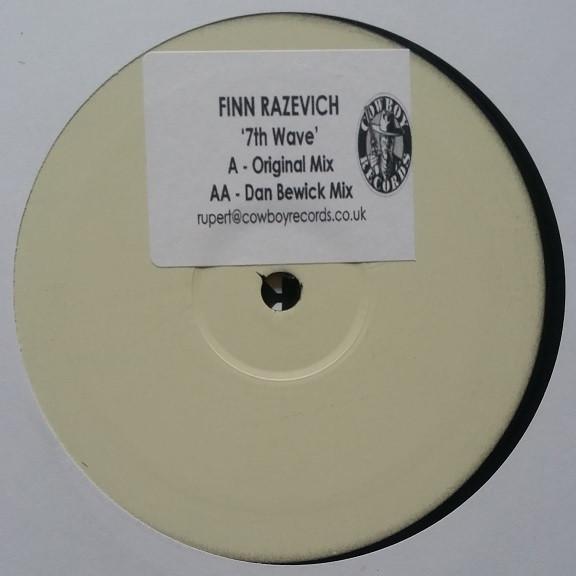 FINN RAZEVICH
'7th Wave'
A - Original Mix
AA - Dan Bewick Mix
rupert@cowboyrecords.co.uk
COWBOY
RECORDS